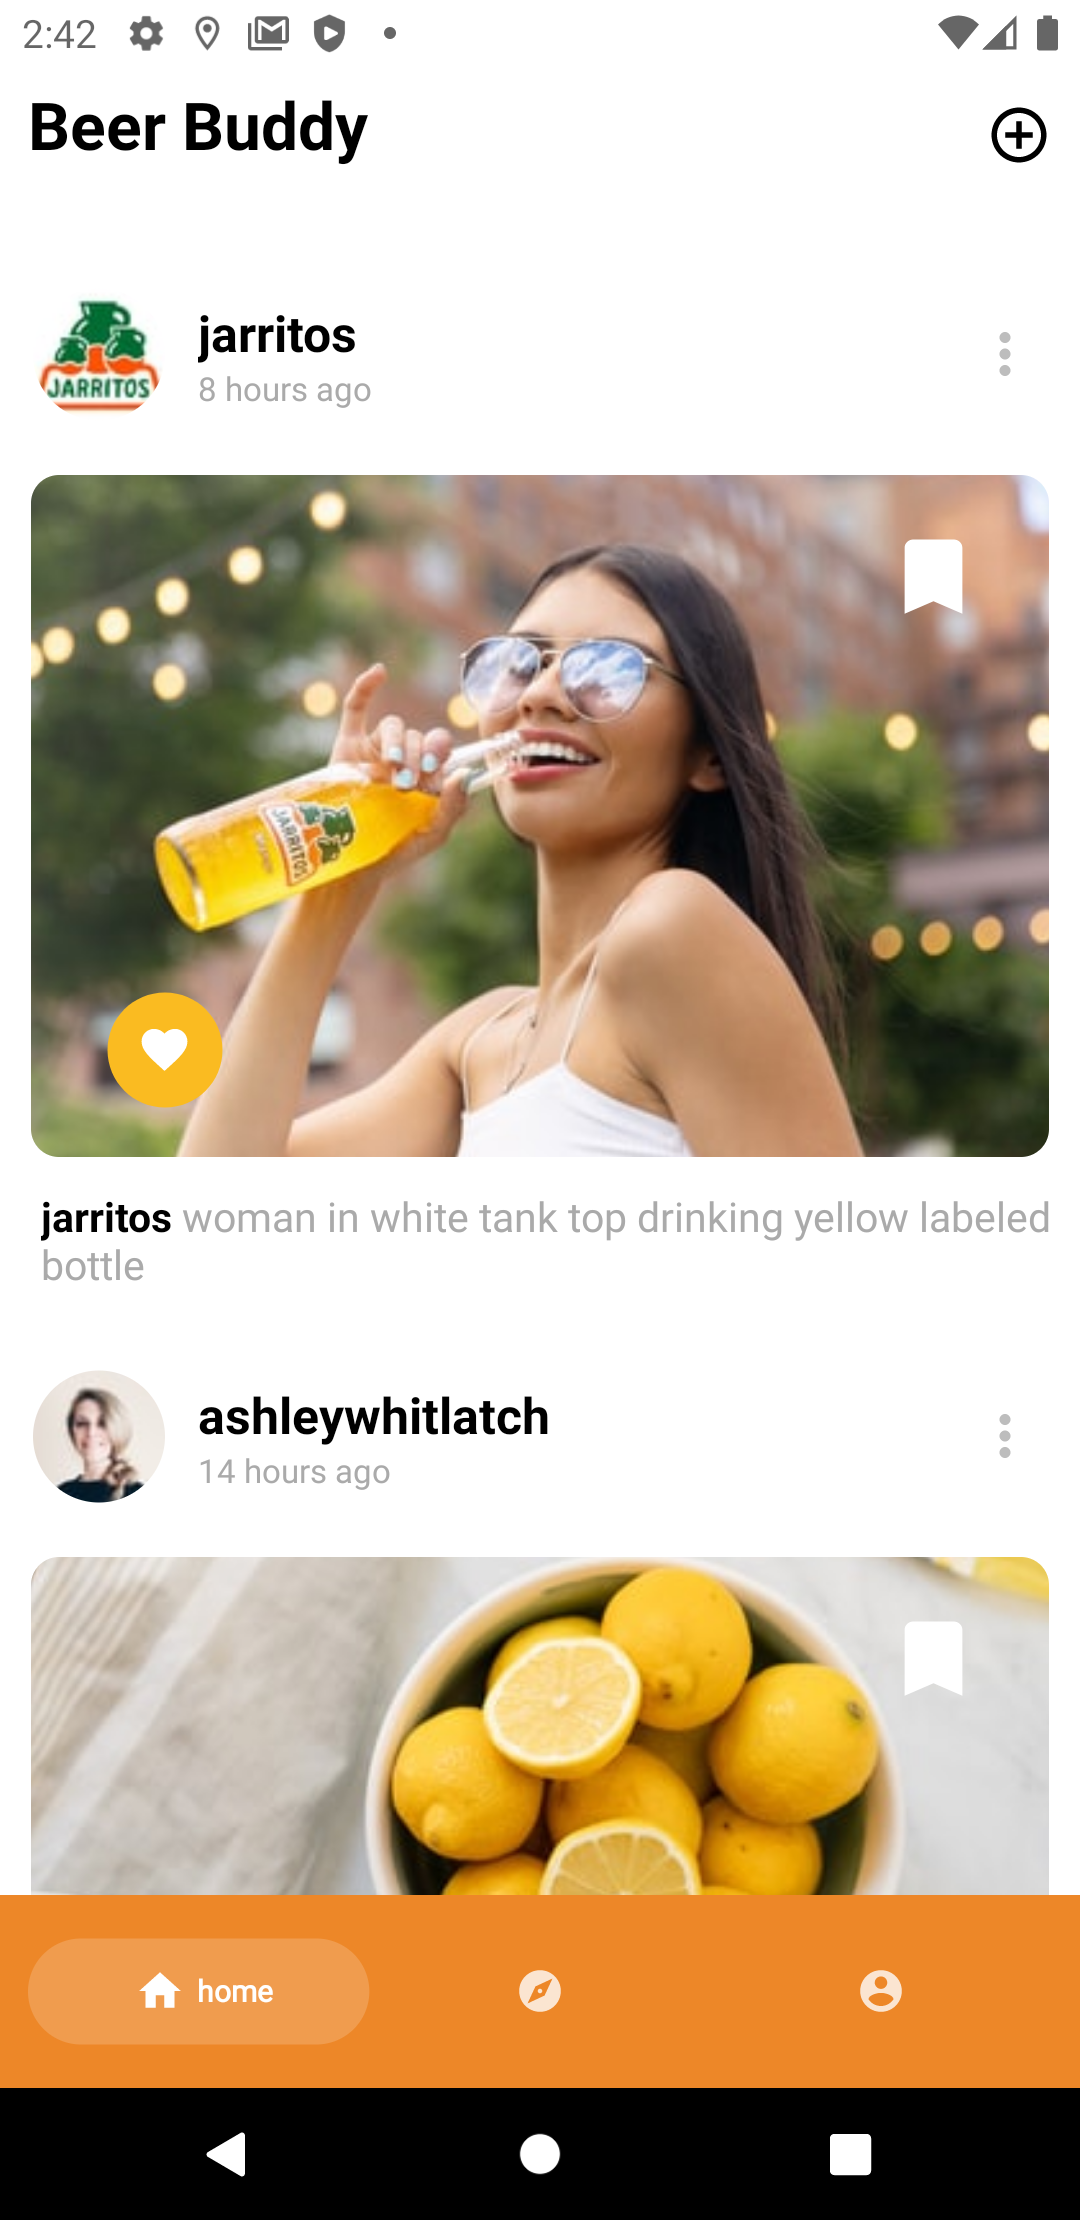 2:42
Beer Buddy
JARRITOS
jarritos
8 hours ago
JARRITOS
jarritos woman in white tank top drinking yellow labeled
bottle
ashleywhitlatch
14 hours ago
home